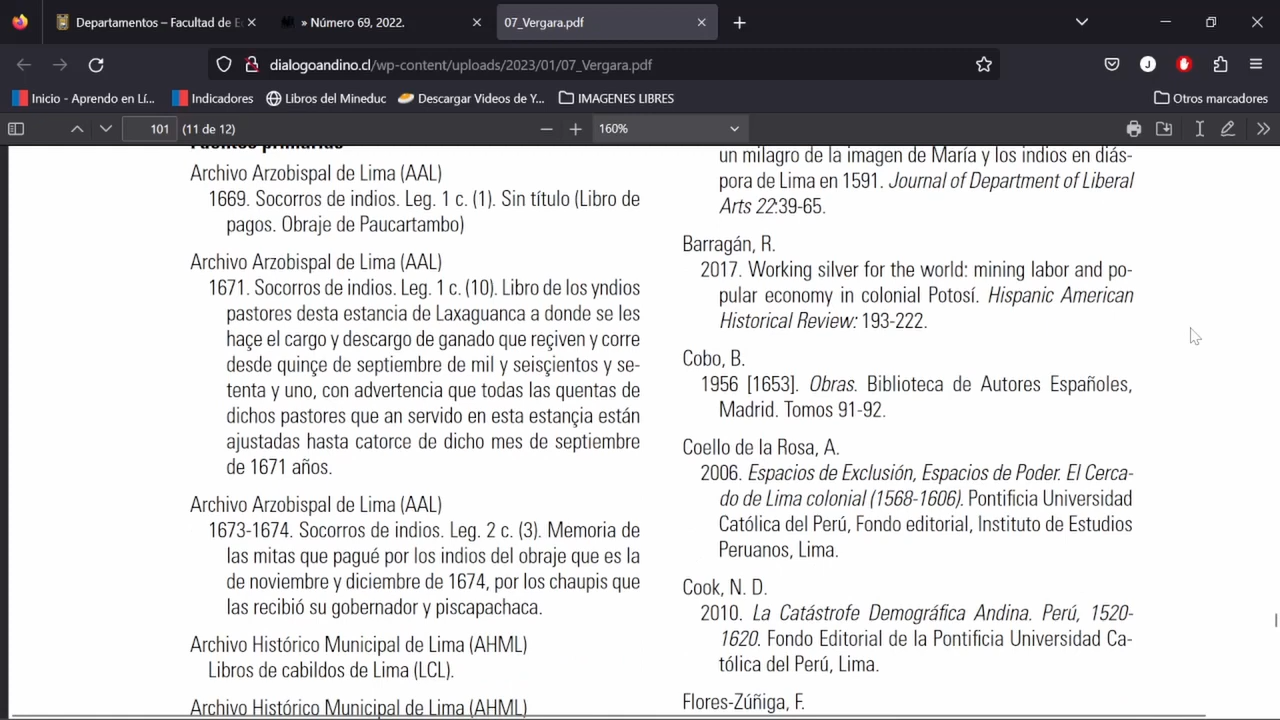 Departamentos — Facultad de E
» Número 69, 2022.
07_Vergara.pdf
dialogoandino.cl/wp-content/uploads/2023/01/07_Vergara.pdf
Inicio - Aprendo en Lí...
Indicadores
Libros del Mineduc
Descargar Videos de Y...
IMAGENES LIBRES
Otros marcadores
101
(11 de 12)
160%
Fuentes primarias
Archivo Arzobispal de Lima (AAL)
1669. Socorros de indios. Leg. 1 c. (1). Sin título (Libro de
pagos. Obraje de Paucartambo)
Archivo Arzobispal de Lima (AAL)
1671. Socorros de indios. Leg. 1 c. (10). Libro de los yndios
pastores desta estancia de Laxaguanca a donde se les
haçe el cargo y descargo de ganado que reçiven y corre
desde quinçe de septiembre de mil y seisçientos y se-
tenta y uno, con advertencia que todas las quentas de
dichos pastores que an servido en esta estançia están
ajustadas hasta catorce de dicho mes de septiembre
de 1671 años.
Archivo Arzobispal de Lima (AAL)
1673-1674. Socorros de indios. Leg. 2 c. (3). Memoria de
las mitas que pagué por los indios del obraje que es la
de noviembre y diciembre de 1674, por los chaupis que
las recibió su gobernador y piscapachaca.
Archivo Histórico Municipal de Lima (AHML)
Libros de cabildos de Lima (LCL).
Archivo Histórico Municipal de Lima (AHML)
un milagro de la imagen de María y los indios en diás-
pora de Lima en 1591. Journal of Department of Liberal
Arts 22:39-65.
Barragán, R.
2017. Working silver for the world: mining labor and po-
pular economy in colonial Potosí. Hispanic American
Historical Review: 193-222.
Cobo, B.
1956 [1653]. Obras. Biblioteca de Autores Españoles,
Madrid. Tomos 91-92.
Coello de la Rosa, A.
2006. Espacios de Exclusión, Espacios de Poder. El Cerca-
do de Lima colonial (1568-1606). Pontificia Universidad
Católica del Perú, Fondo editorial, Instituto de Estudios
Peruanos, Lima.
Cook, N. D.
2010. La Catástrofe Demográfica Andina. Perú, 1520-
1620. Fondo Editorial de la Pontificia Universidad Ca-
tólica del Perú, Lima.
Flores-Zúñiga, F.